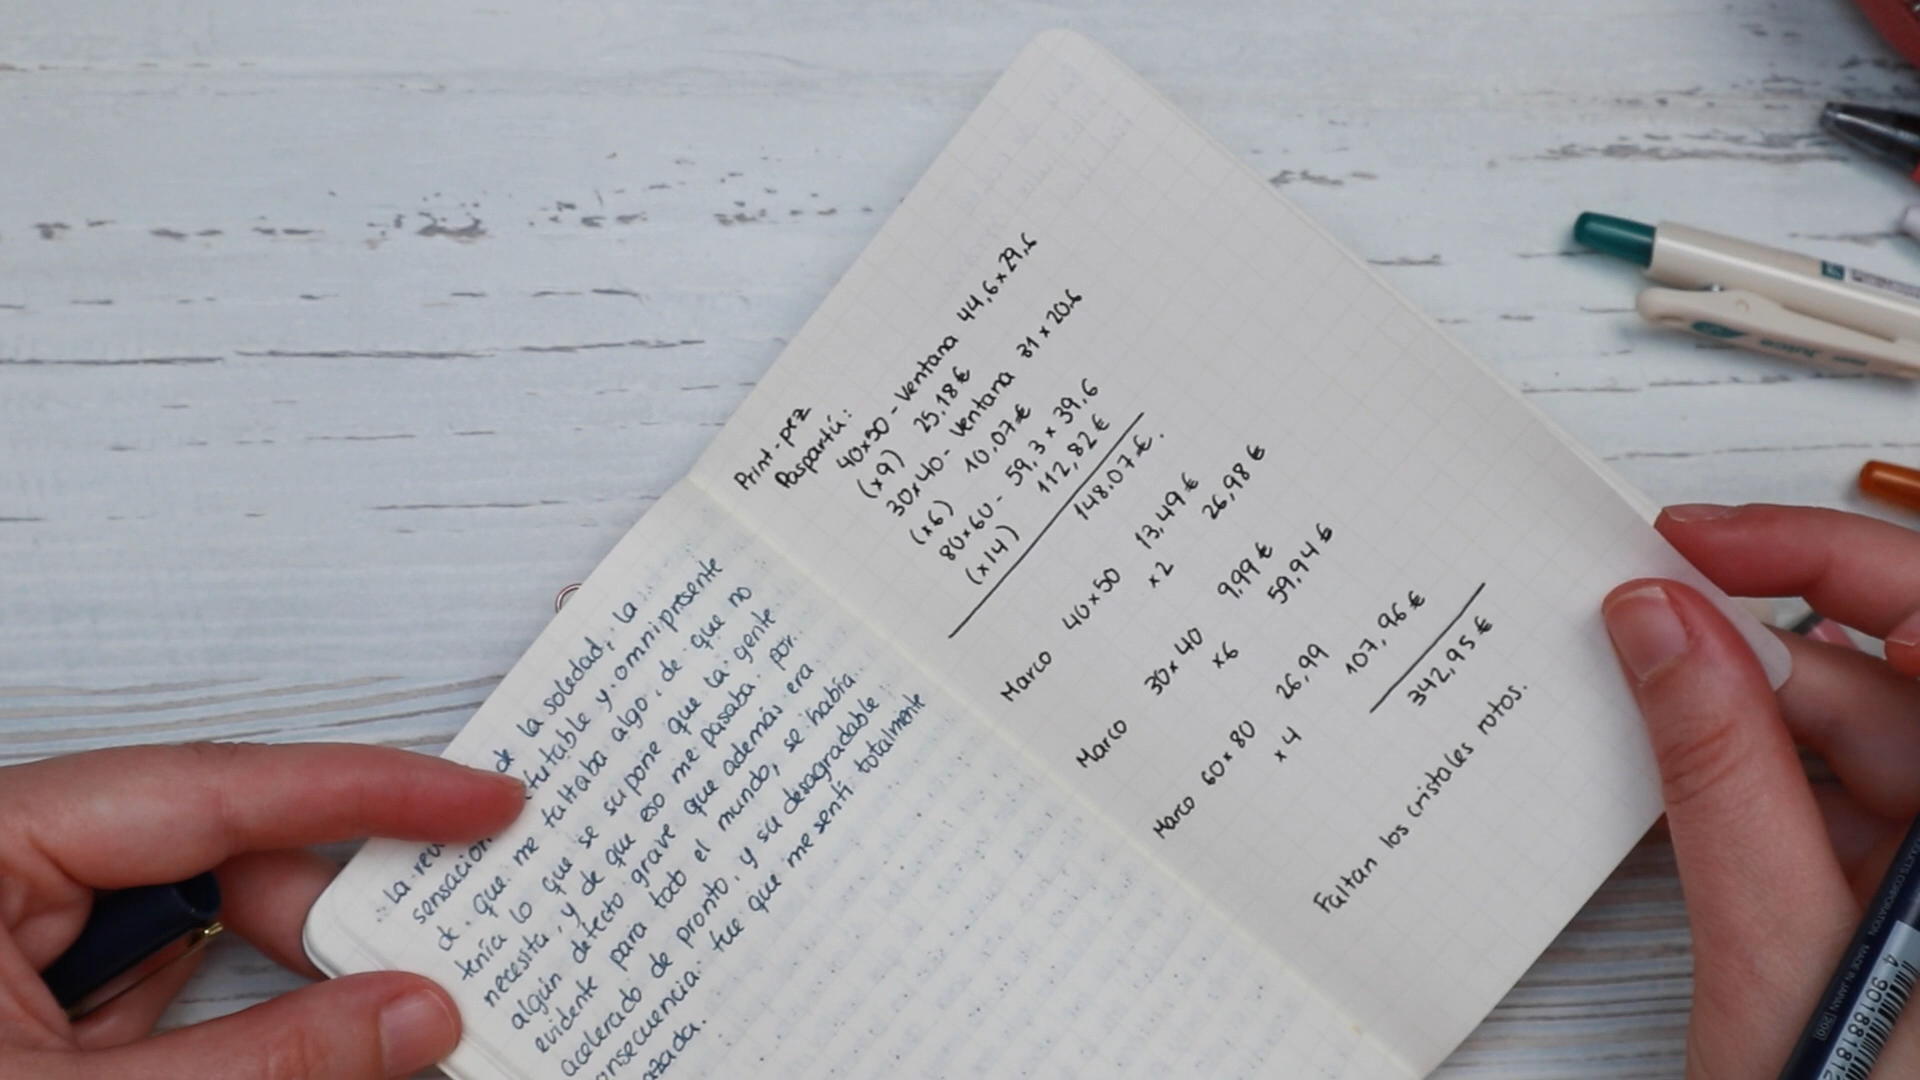 La
de la soledad, la
y omnipresente
sensación
de que me faltaba algo, de que no
tenía lo que se supone que la gente
necesita, y de que eso me pasaba por
algún defecto grave que además era
evidente para todo el mundo, se había
acelerado de pronto, y su desagradable
consecuencia fue que me sentí totalmente
Print-pez
Paspartú:
40x50 - Ventana 44,6 x 29,6
(x9) 25,18€
30x40 - Ventana 31 x 20,6
(x6) 10,07€
80x60 - 59,3 x 39,6
(x14) 112,82€
148.07€.
Marco 40x50 13,49€
x2 26,98€
Marco 30x40 9,99€
x6 59,94€
Marco 60x80 26,99
x4 107,96€
342,95€
Faltan los cristales rotos.
Juice
MADE IN JAPAN